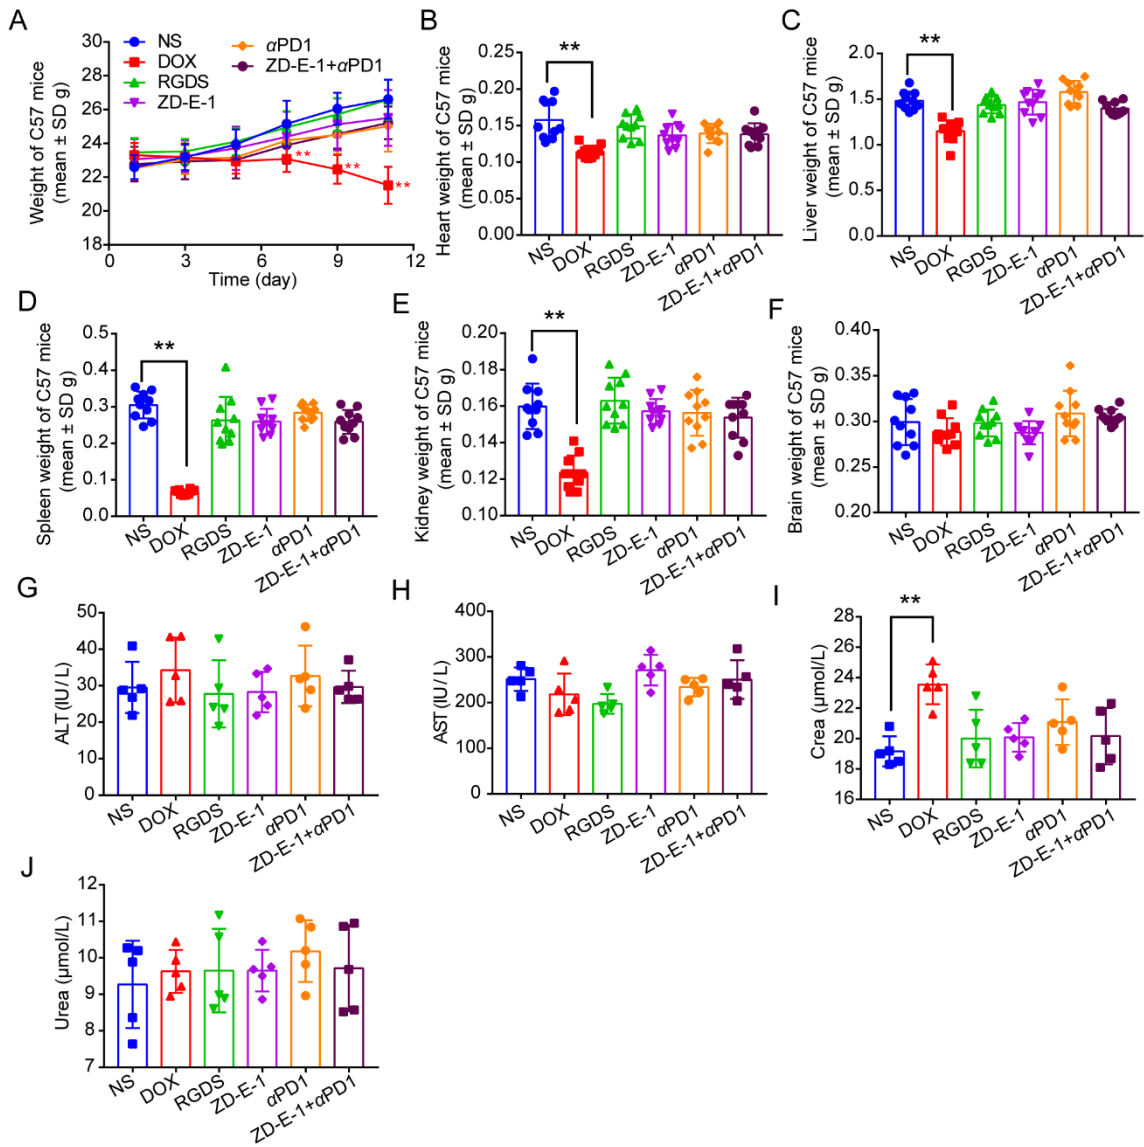 A
Weight of C57 mice
(mean ± SD g)
30
28
26
24
22
20
18
0
3
6
9
12
Time (day)
NS
DOX
RGDS
ZD-E-1
αPD1
ZD-E-1+αPD1
**
**
**
B
Heart weight of C57 mice
(mean ± SD g)
0.25
0.20
0.15
0.10
0.05
0.00
**
NS
DOX
RGDS
ZD-E-1
αPD1
ZD-E-1+αPD1
C
Liver weight of C57 mice
(mean ± SD g)
2.0
1.5
1.0
0.5
0.0
**
NS
DOX
RGDS
ZD-E-1
αPD1
ZD-E-1+αPD1
D
Spleen weight of C57 mice
(mean ± SD g)
0.5
0.4
0.3
0.2
0.1
0.0
**
NS
DOX
RGDS
ZD-E-1
αPD1
ZD-E-1+αPD1
E
Kidney weight of C57 mice
(mean ± SD g)
0.20
0.18
0.16
0.14
0.12
0.10
**
NS
DOX
RGDS
ZD-E-1
αPD1
ZD-E-1+αPD1
F
Brain weight of C57 mice
(mean ± SD g)
0.40
0.35
0.30
0.25
0.20
NS
DOX
RGDS
ZD-E-1
αPD1
ZD-E-1+αPD1
G
ALT (IU / L)
50
40
30
20
10
0
NS
DOX
RGDS
ZD-E-1
αPD1
ZD-E-1+αPD1
H
AST (IU / L)
400
300
200
100
0
NS
DOX
RGDS
ZD-E-1
αPD1
ZD-E-1+αPD1
I
Crea (μmol/L)
28
26
24
22
20
18
16
**
NS
DOX
RGDS
ZD-E-1
αPD1
ZD-E-1+αPD1
J
Urea (μmol/L)
12
11
10
9
8
7
NS
DOX
RGDS
ZD-E-1
αPD1
ZD-E-1+αPD1